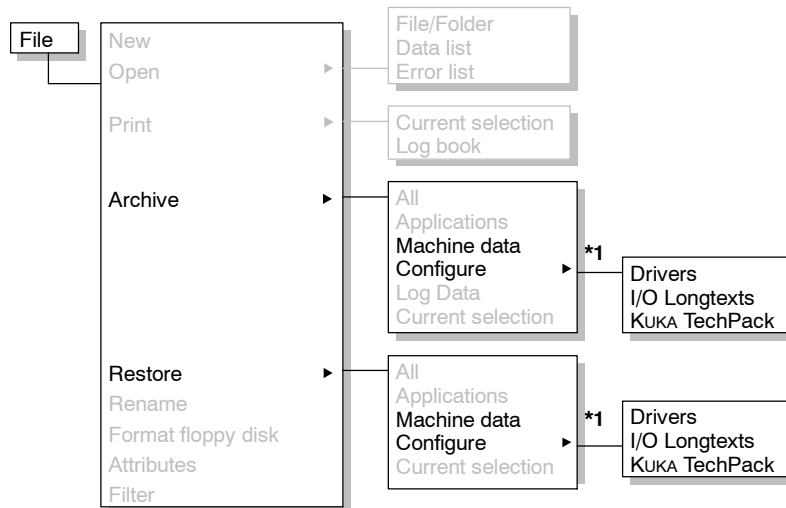 File
New
Open
Print
Archive
Restore
Rename
Format floppy disk
Attributes
Filter
File/Folder
Data list
Error list
Current selection
Log book
All
Applications
Machine data
Configure
Log Data
Current selection
*1
Drivers
I/O Longtexts
KUKA TechPack
All
Applications
Machine data
Configure
Current selection
*1
Drivers
I/O Longtexts
KUKA TechPack